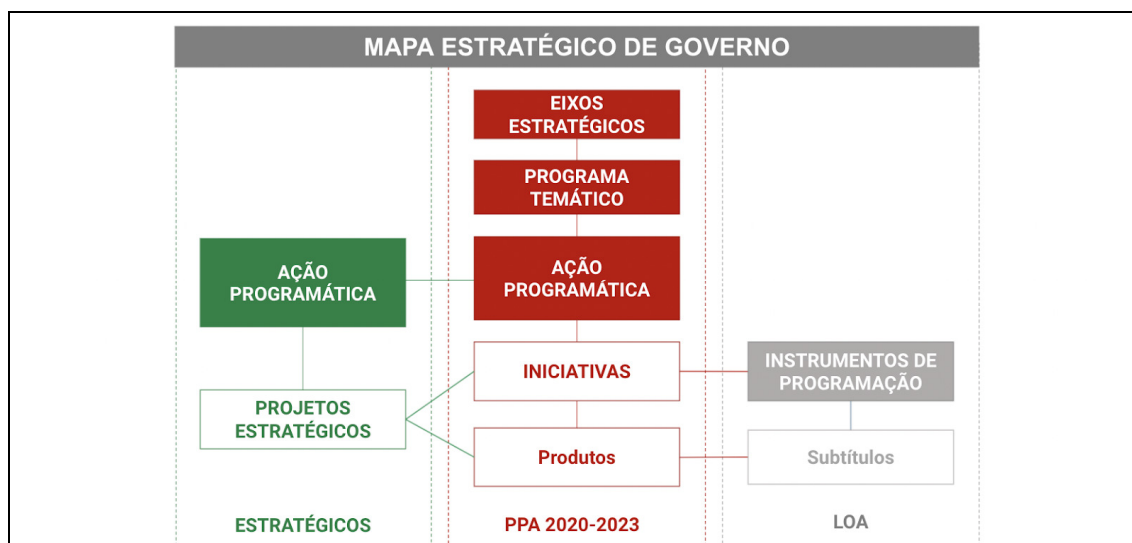 MAPA ESTRATÉGICO DE GOVERNO
EIXOS
ESTRATÉGICOS
PROGRAMA
TEMÁTICO
AÇÃO
PROGRAMÁTICA
AÇÃO
PROGRAMÁTICA
INICIATIVAS
INSTRUMENTOS DE
PROGRAMAÇÃO
PROJETOS
ESTRATÉGICOS
Produtos
Subtítulos
ESTRATÉGICOS
PPA 2020-2023
LOA